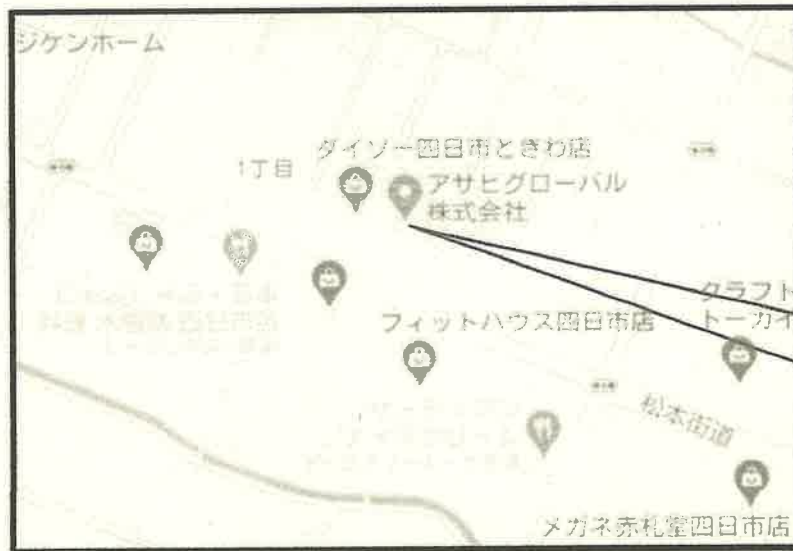 ジケンホーム
ダイソー四日市ときわ店
1丁目
アサヒグローバル
株式会社
クラフト
トーカイ
フィットハウス四日市店
松本街道
メガネ赤札堂四日市店